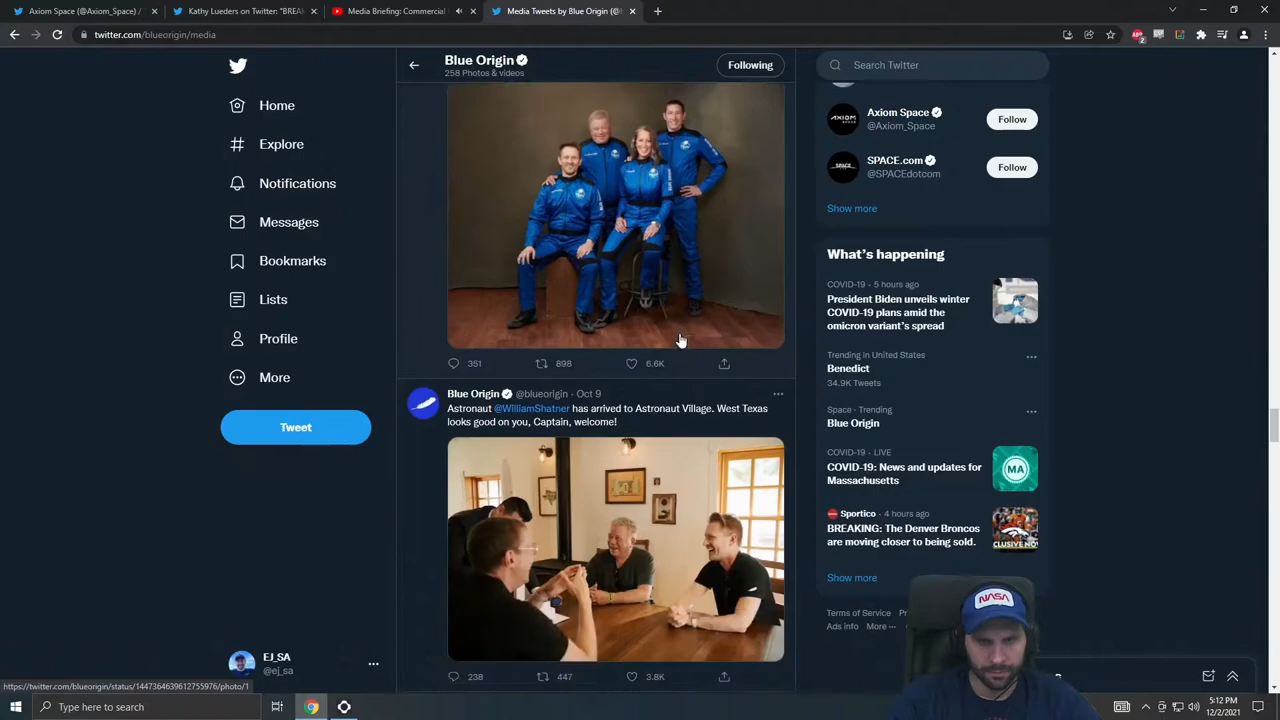 Axiom Space (@Axiom_Space) /
Kathy Lueders on Twitter: "BREA
Media Briefing: Commercial
Media Tweets by Blue Origin (@
twitter.com/blueorigin/media
2
Blue Origin
258 Photos & videos
Following
Search Twitter
Home
Explore
Notifications
Messages
Bookmarks
Lists
Profile
More
Tweet
351
898
6.6K
Blue Origin @blueorigin · Oct 9
Astronaut @WilliamShatner has arrived to Astronaut Village. West Texas
looks good on you, Captain, welcome!
238
447
3.8K
AXIOM
SPACE
Axiom Space
@Axiom_Space
Follow
SPACE
SPACE.com
@SPACEdotcom
Follow
Show more
What's happening
COVID-19 · 5 hours ago
President Biden unveils winter
COVID-19 plans amid the
omicron variant's spread
Trending in United States
Benedict
34.9K Tweets
Space · Trending
Blue Origin
COVID-19 · LIVE
COVID-19: News and updates for
Massachusetts
MA
Sportico · 4 hours ago
BREAKING: The Denver Broncos
are moving closer to being sold.
CLUSIVE NO
Show more
Terms of Service
Ads info
More
NASA
EJ_SA
@ej_sa
https://twitter.com/blueorigin/status/1447364639612755976/photo/1
Type here to search
5:12 PM
12/2/2021